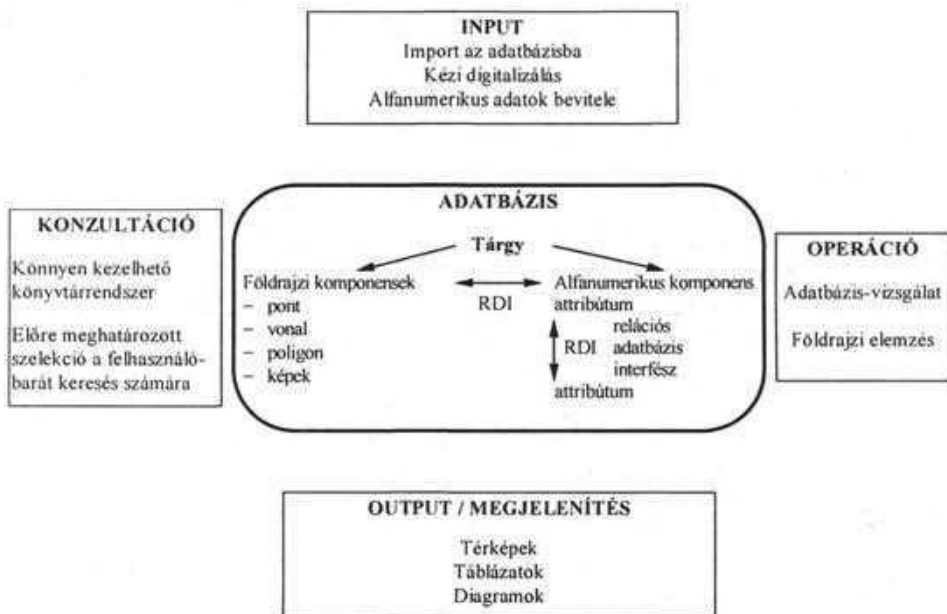 INPUT
Import az adatbázisba
Kézi digitalizálás
Alfanumerikus adatok bevitele
KONZULTÁCIÓ
Könnyen kezelhető
könyvtárrendszer
Előre meghatározott
szelekció a felhasználó-
barát keresés számára
ADATBÁZIS
Tárgy
Földrajzi komponensek
– pont
– vonal
– poligon
– képek
RDI
Alfanumerikus komponens
attribútum
relációs
RDI adatbázis
interfész
attribútum
OPERÁCIÓ
Adatbázis-vizsgálat
Földrajzi elemzés
OUTPUT / MEGJELENÍTÉS
Térképek
Táblázatok
Diagramok